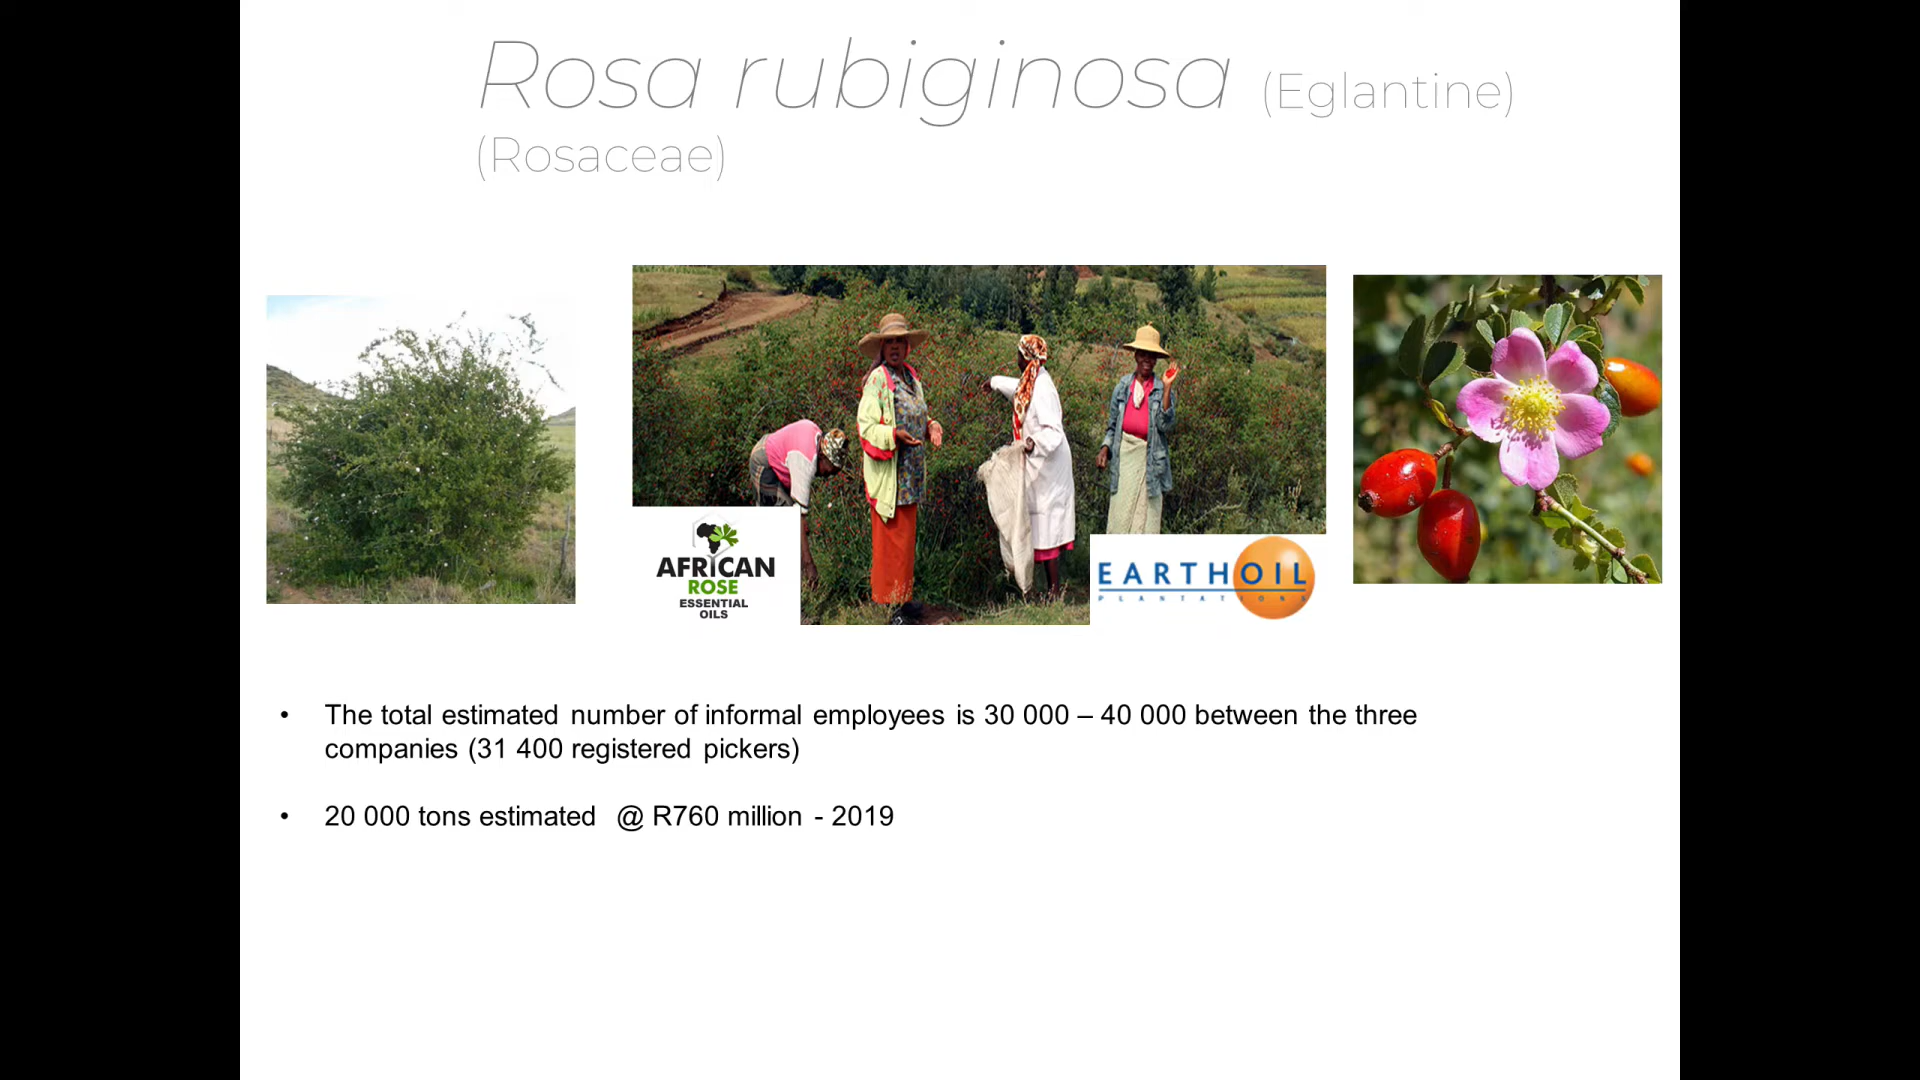 Rosa rubiginosa (Eglantine)
(Rosaceae)
AFRICAN
ROSE
ESSENTIAL
OILS
EARTHOIL
PLANTATIONS
• The total estimated number of informal employees is 30 000 – 40 000 between the three
companies (31 400 registered pickers)
• 20 000 tons estimated @ R760 million - 2019